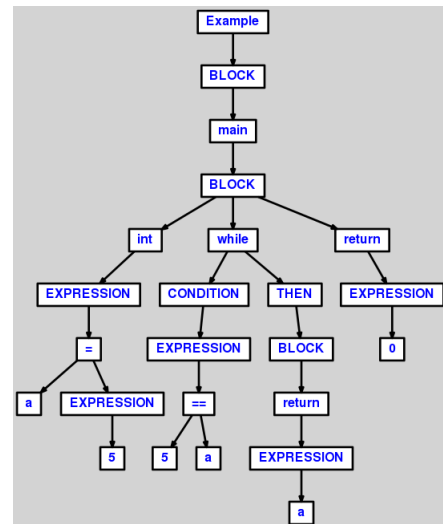 Example
BLOCK
main
BLOCK
int while return
EXPRESSION CONDITION THEN EXPRESSION
= EXPRESSION BLOCK 0
a EXPRESSION == return
5 5 a EXPRESSION
a